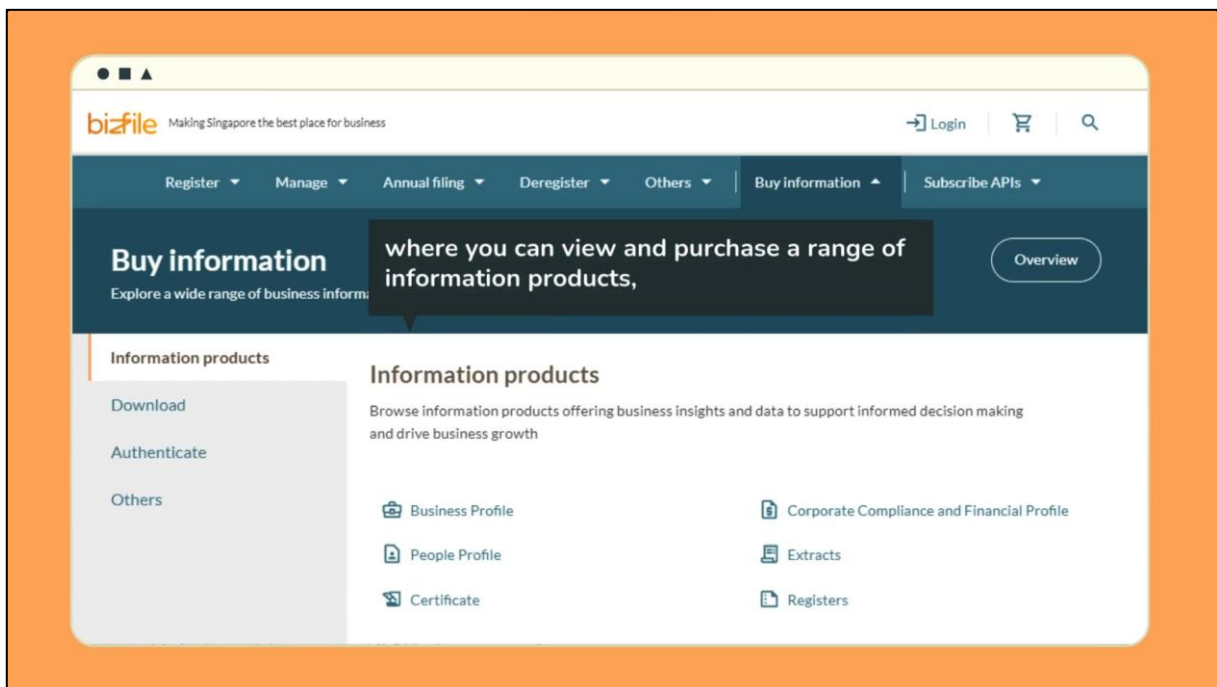 bizfile Making Singapore the best place for business
Login
Register Manage Annual filing Deregister Others Buy information Subscribe APIs
Buy information
Explore a wide range of business
where you can view and purchase a range of
information products,
Overview
Information products
Download
Authenticate
Others
Information products
Browse information products offering business insights and data to support informed decision making
and drive business growth
Business Profile
Corporate Compliance and Financial Profile
People Profile
Extracts
Certificate
Registers